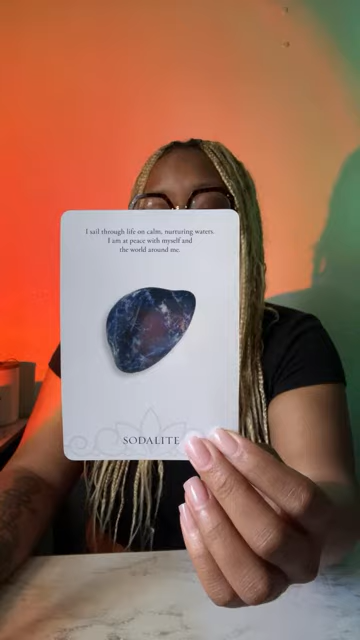 I sail through life on calm, nurturing waters.
I am at peace with myself and
the world around me.
SODALITE